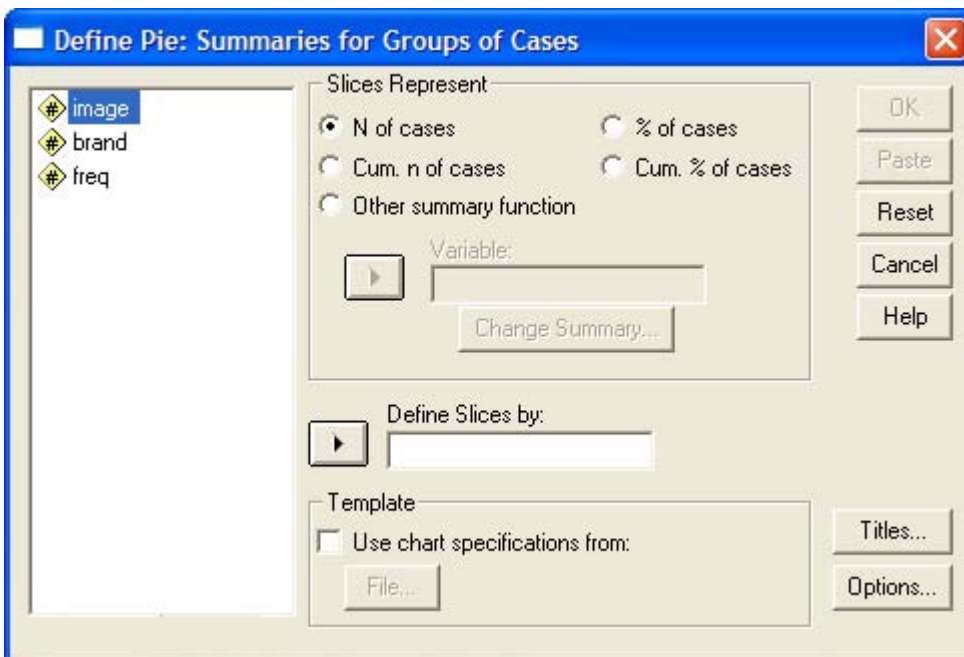 Define Pie: Summaries for Groups of Cases
image
brand
freq
Slices Represent
N of cases
% of cases
Cum. n of cases
Cum. % of cases
Other summary function
Variable:
Change Summary...
Define Slices by:
Template
Use chart specifications from:
File...
OK
Paste
Reset
Cancel
Help
Titles...
Options...